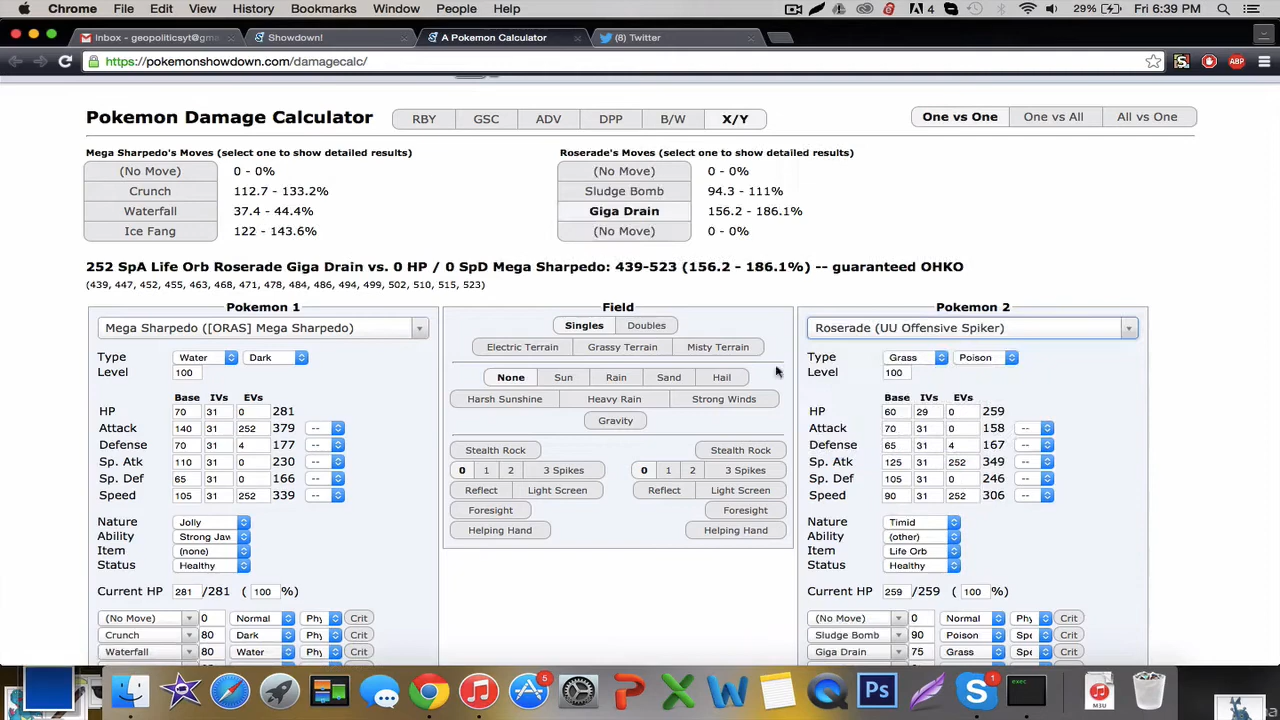 Chrome File Edit View History Bookmarks Window People Help 4 29% Fri 6:39 PM
Inbox - geopoliticsyt@gm Showdown! A Pokemon Calculator (8) Twitter
https://pokemonshowdown.com/damagecalc/ ABP
Pokemon Damage Calculator RBY GSC ADV DPP B/W X/Y One vs One One vs All All vs One
Mega Sharpedo's Moves (select one to show detailed results) Roserade's Moves (select one to show detailed results)
(No Move) 0 - 0% (No Move) 0 - 0%
Crunch 112.7 - 133.2% Sludge Bomb 94.3 - 111%
Waterfall 37.4 - 44.4% Giga Drain 156.2 - 186.1%
Ice Fang 122 - 143.6% (No Move) 0 - 0%
252 SpA Life Orb Roserade Giga Drain vs. 0 HP / 0 SpD Mega Sharpedo: 439-523 (156.2 - 186.1%) -- guaranteed OHKO
(439, 447, 452, 455, 463, 468, 471, 478, 484, 486, 494, 499, 502, 510, 515, 523)
Pokemon 1 Field Pokemon 2
Mega Sharpedo ([ORAS] Mega Sharpedo) Singles Doubles Roserade (UU Offensive Spiker)
Electric Terrain Grassy Terrain Misty Terrain
Type Water Dark Type Grass Poison
Level 100 Level 100
None Sun Rain Sand Hail
Base IVs EVs Harsh Sunshine Heavy Rain Strong Winds Base IVs EVs
HP 70 31 0 281 HP 60 29 0 259
Gravity
Attack 140 31 252 379 -- Attack 70 31 0 158 --
Defense 70 31 4 177 -- Stealth Rock Stealth Rock Defense 65 31 4 167 --
Sp. Atk 110 31 0 230 -- 0 1 2 3 Spikes 0 1 2 3 Spikes Sp. Atk 125 31 252 349 --
Sp. Def 65 31 0 166 -- Sp. Def 105 31 0 246 --
Speed 105 31 252 339 -- Reflect Light Screen Reflect Light Screen Speed 90 31 252 306 --
Foresight Foresight
Nature Jolly Helping Hand Helping Hand Nature Timid
Ability Strong Jaw Ability (other)
Item (none) Item Life Orb
Status Healthy Status Healthy
Current HP 281 /281 ( 100 %) Current HP 259 /259 ( 100 %)
(No Move) 0 Normal Phy Crit (No Move) 0 Normal Phy Crit
Crunch 80 Dark Phy Crit Sludge Bomb 90 Poison Spe Crit
Waterfall 80 Water Phy Crit Giga Drain 75 Grass Spe Crit
5 Ps 1 exec M3U